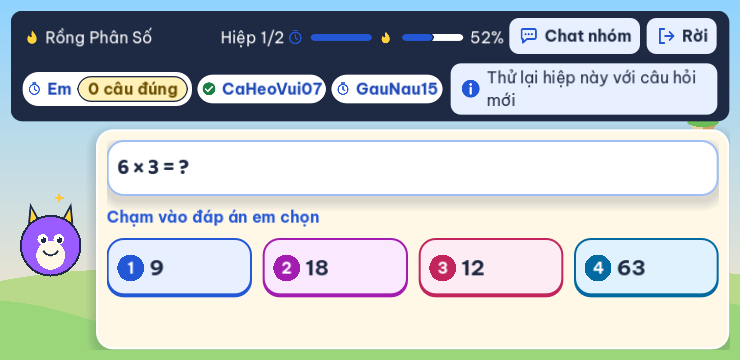 Rồng Phân Số
Hiệp 1/2
52%
Chat nhóm
Rời
Em 0 câu đúng
CaHeoVui07
GauNau15
Thử lại hiệp này với câu hỏi
mới
6 × 3 = ?
Chạm vào đáp án em chọn
1 9
2 18
3 12
4 63